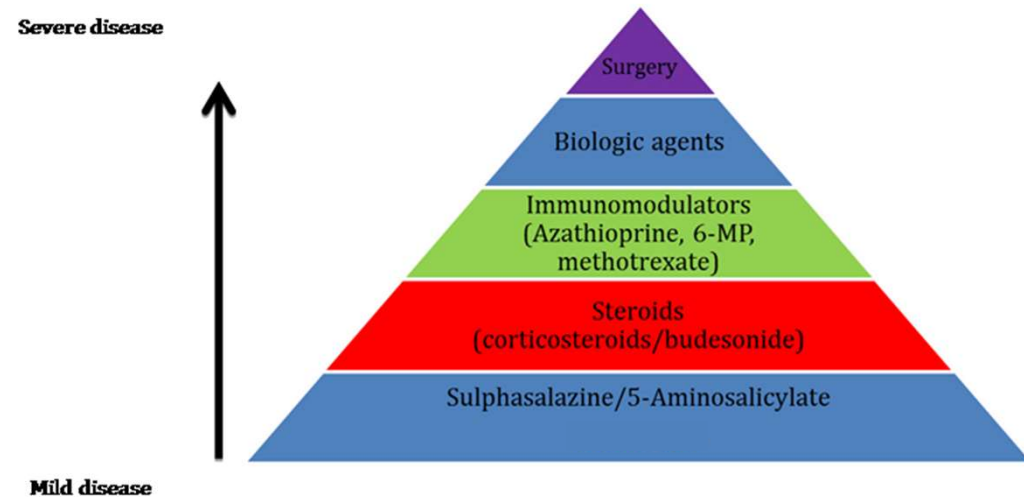 Severe disease
Surgery
Biologic agents
Immunomodulators
(Azathioprine, 6-MP,
methotrexate)
Steroids
(corticosteroids/budesonide)
Sulphasalazine/5-Aminosalicylate
Mild disease